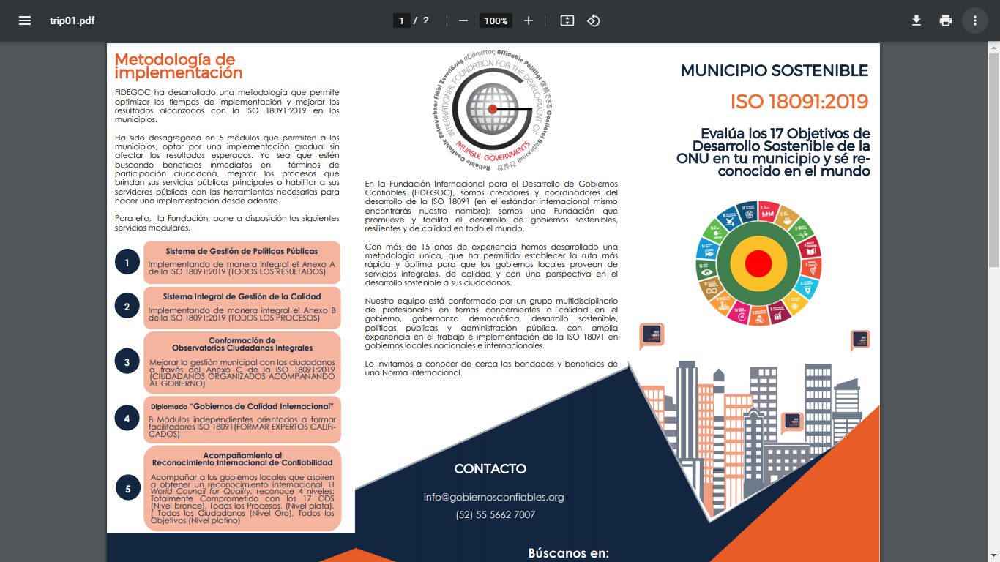 trip01.pdf
1 / 2
100%
Metodología de
implementación
FIDEGOC ha desarrollado una metodología que permite
optimizar los tiempos de implementación y mejorar los
resultados alcanzados con la ISO 18091:2019 en los
municipios.
Ha sido desagregada en 5 módulos que permiten a los
municipios, optar por una implementación gradual sin
afectar los resultados esperados. Ya sea que estén
buscando beneficios inmediatos en términos de
participación ciudadana, mejorar los procesos que
brindan sus servicios públicos principales o habilitar a sus
servidores públicos con las herramientas necesarias para
hacer una implementación desde adentro.
Para ello, la Fundación, pone a disposición los siguientes
servicios modulares.
1
Sistema de Gestión de Políticas Públicas
Implementando de manera integral el Anexo A
de la ISO 18091:2019 (TODOS LOS RESULTADOS)
2
Sistema Integral de Gestión de la Calidad
Implementando de manera integral el Anexo B
de la ISO 18091:2019 (TODOS LOS PROCESOS)
3
Conformación de
Observatorios Ciudadanos Integrales
Mejorar la gestión municipal con los ciudadanos
a través del Anexo C de la ISO 18091:2019
(CIUDADANOS ORGANIZADOS ACOMPAÑANDO
AL GOBIERNO)
4
Diplomado “Gobiernos de Calidad Internacional”
8 Módulos independientes orientados a formar
facilitadores ISO 18091(FORMAR EXPERTOS CALIFI-
CADOS)
5
Acompañamiento al
Reconocimiento Internacional de Confiabilidad
Acompañar a los gobiernos locales que aspiren
a obtener un reconocimiento internacional. El
World Council for Quality, reconoce 4 niveles:
Totalmente Comprometido con los 17 ODS
(Nivel bronce), Todos los Procesos, (Nivel plata),
( Todos los Ciudadanos (Nivel Oro), Todos los
Objetivos (Nivel platino)
Reliable Confiable Betrouwbaar Fiabl Zuverlässig αξιόπιστος Affidabile Pålitligt 信頼できる Confiável Надежный
INTERNATIONAL FOUNDATION FOR THE DEVELOPMENT OF
RELIABLE GOVERNMENTS
En la Fundación Internacional para el Desarrollo de Gobiernos
Confiables (FIDEGOC), somos creadores y coordinadores del
desarrollo de la ISO 18091 (en el estándar internacional mismo
encontrarás nuestro nombre); somos una Fundación que
promueve y facilita el desarrollo de gobiernos sostenibles,
resilientes y de calidad en todo el mundo.
Con más de 15 años de experiencia hemos desarrollado una
metodología única, que ha permitido establecer la ruta más
rápida y óptima para que los gobiernos locales provean de
servicios integrales, de calidad y con una perspectiva en el
desarrollo sostenible a sus ciudadanos.
Nuestro equipo está conformado por un grupo multidisciplinario
de profesionales en temas concernientes a calidad en el
gobierno, gobernanza democrática, desarrollo sostenible,
políticas públicas y administración pública, con amplia
experiencia en el trabajo e implementación de la ISO 18091 en
gobiernos locales nacionales e internacionales.
Lo invitamos a conocer de cerca las bondades y beneficios de
una Norma Internacional.
CONTACTO
info@gobiernosconfiables.org
(52) 55 5662 7007
Búscanos en:
MUNICIPIO SOSTENIBLE
ISO 18091:2019
Evalúa los 17 Objetivos de
Desarrollo Sostenible de la
ONU en tu municipio y sé re-
conocido en el mundo
ISO
18091
ISO
18091
ISO
18091